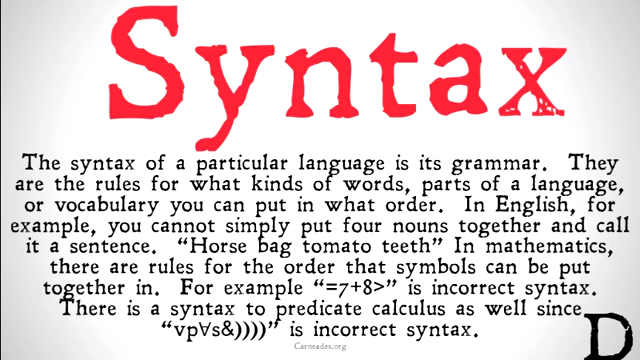 Syntax
The syntax of a particular language is its grammar. They
are the rules for what kinds of words, parts of a language,
or vocabulary you can put in what order. In English, for
example, you cannot simply put four nouns together and call
it a sentence. “Horse bag tomato teeth” In mathematics,
there are rules for the order that symbols can be put
together in. For example “=7+8>” is incorrect syntax.
There is a syntax to predicate calculus as well since
“vp∀s&))))” is incorrect syntax.
Carneades.org
D